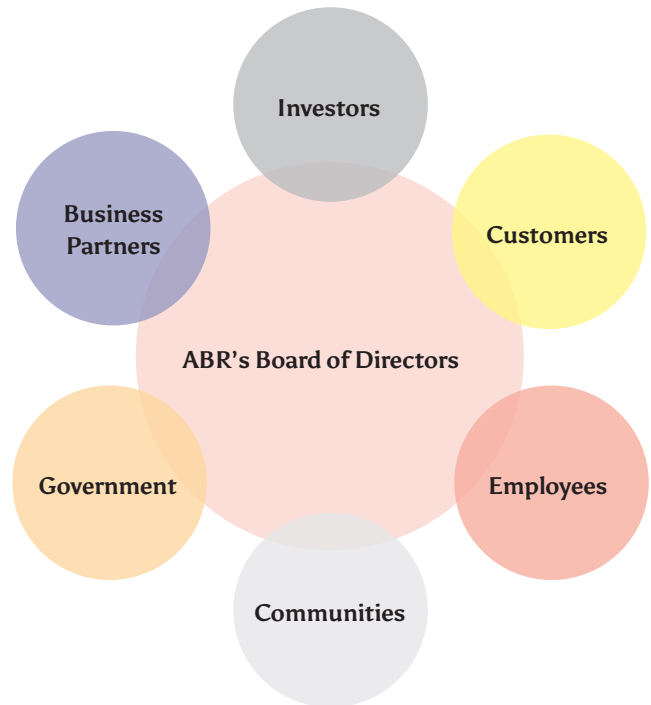 Investors
Business
Partners
Customers
ABR’s Board of Directors
Government
Employees
Communities